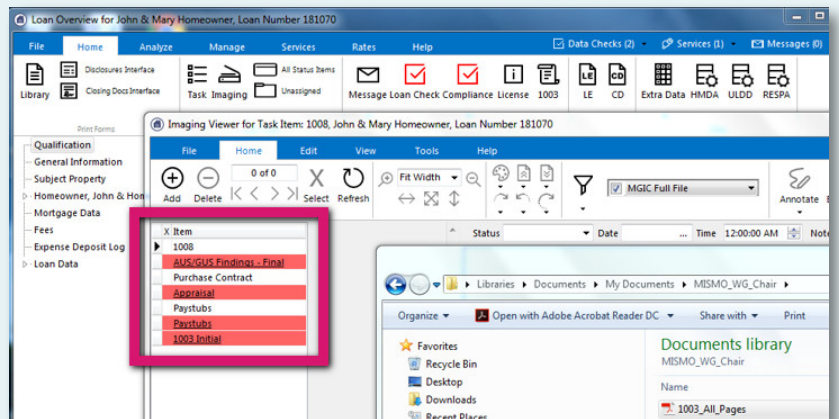 Loan Overview for John & Mary Homeowner, Loan Number 181070
File Home Analyze Manage Services Rates Help Data Checks (2) Services (1) Messages (0)
Disclosures Interface
All Status Items
LE CD
Closing Docs Interface
Unassigned
Library Task Imaging Message Loan Check Compliance License 1003 LE CD Extra Data HMDA ULDD RESPA
Print Forms
Imaging Viewer for Task Item: 1008, John & Mary Homeowner, Loan Number 181070
Qualification
General Information
Subject Property
Homeowner, John & Hom
Mortgage Data
Fees
Expense Deposit Log
Loan Data
File Home Edit View Tools Help
0 of 0
Fit Width
MGIC Full File
Add Delete Select Refresh
Annotate
X Item
1008
AUS/GUS Findings - Final
Purchase Contract
Appraisal
Paystubs
Paystubs
1003 Initial
Status Date ... Time 12:00:00 AM Note
Libraries Documents My Documents MISMO_WG_Chair
Organize Open with Adobe Acrobat Reader DC Share with Print
Favorites
Recycle Bin
Desktop
Downloads
Recent Places
Documents library
MISMO_WG_Chair
Name
1003_All_Pages